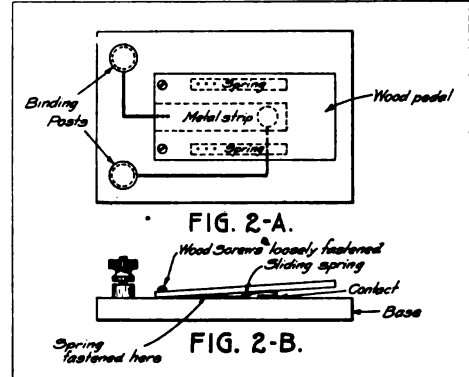 Spring
Binding
Posts
Metal strip
Wood pedal
Spring
FIG. 2-A.
Wood Screws loosely fastened
Sliding spring
Contact
Base
Spring
fastened here
FIG. 2-B.